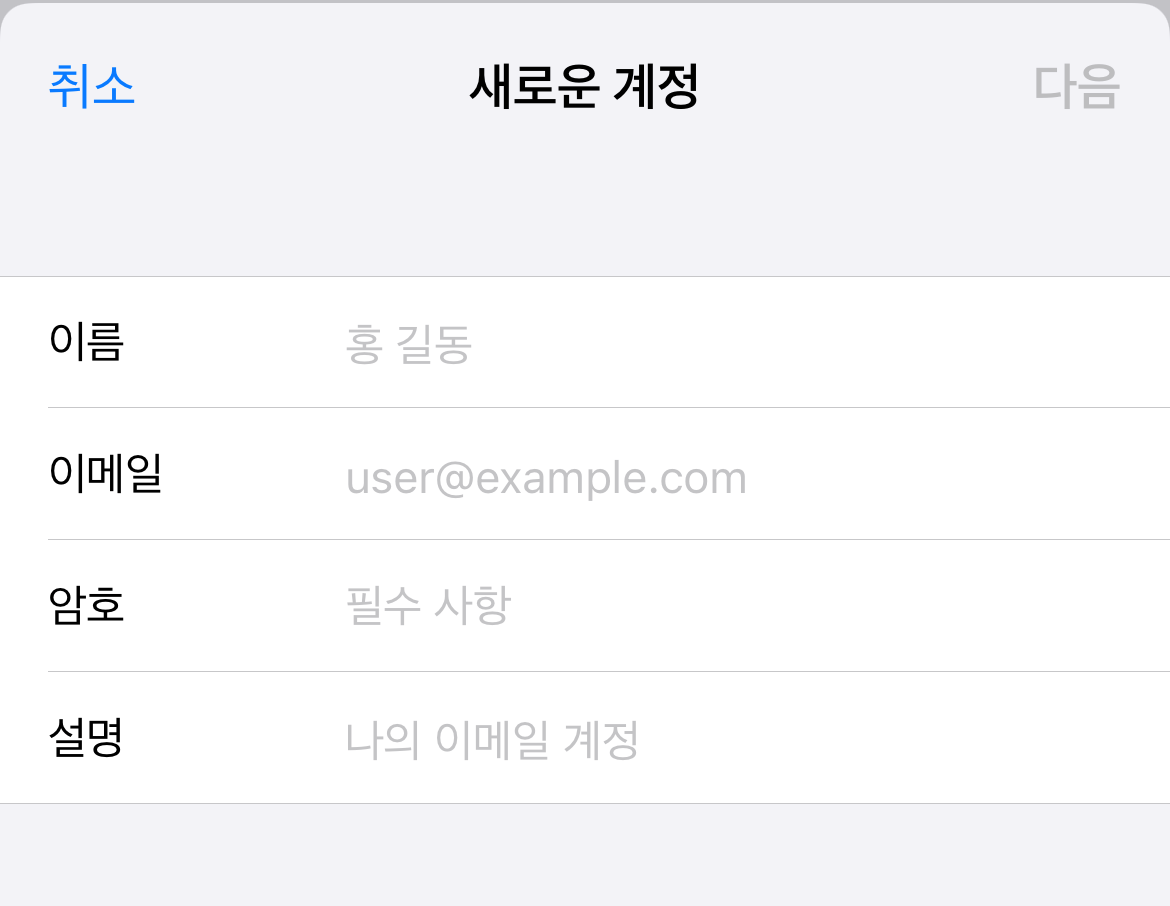 취소 새로운 계정 다음
이름 홍 길동
이메일 user@example.com
암호 필수 사항
설명 나의 이메일 계정